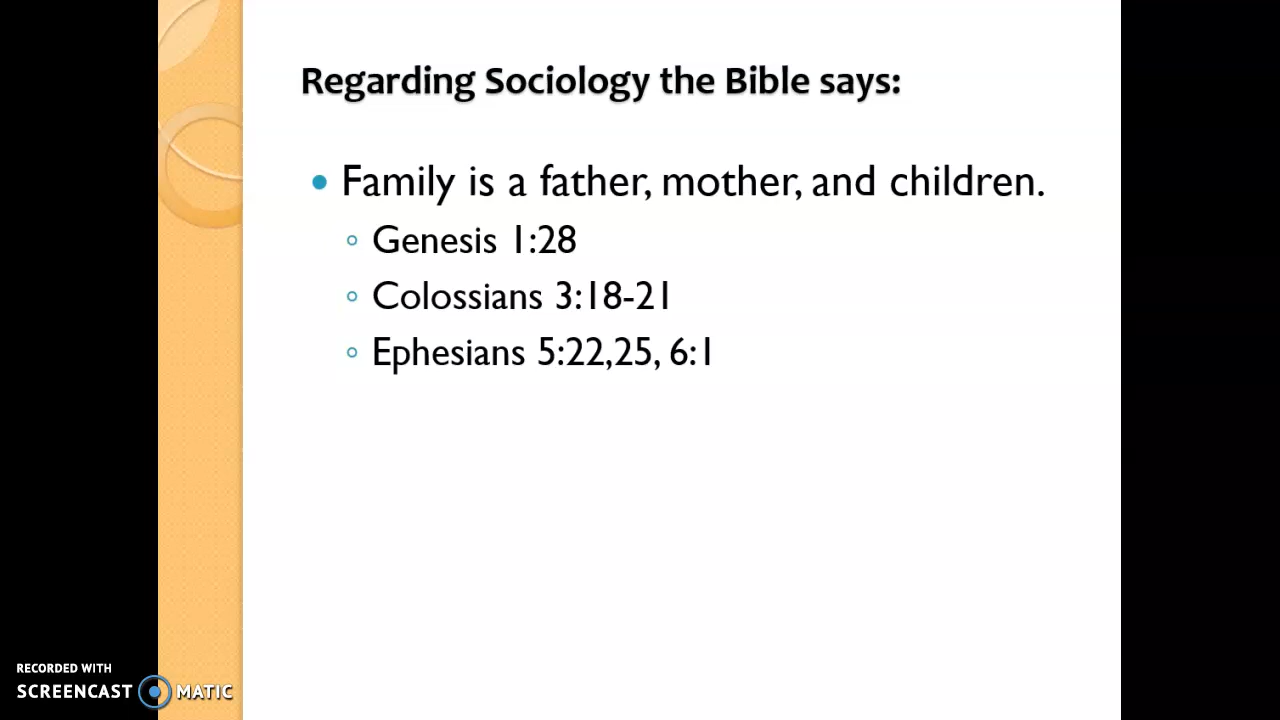 Regarding Sociology the Bible says:
• Family is a father, mother, and children.
◦ Genesis 1:28
◦ Colossians 3:18-21
◦ Ephesians 5:22,25, 6:1
RECORDED WITH
SCREENCAST MATIC